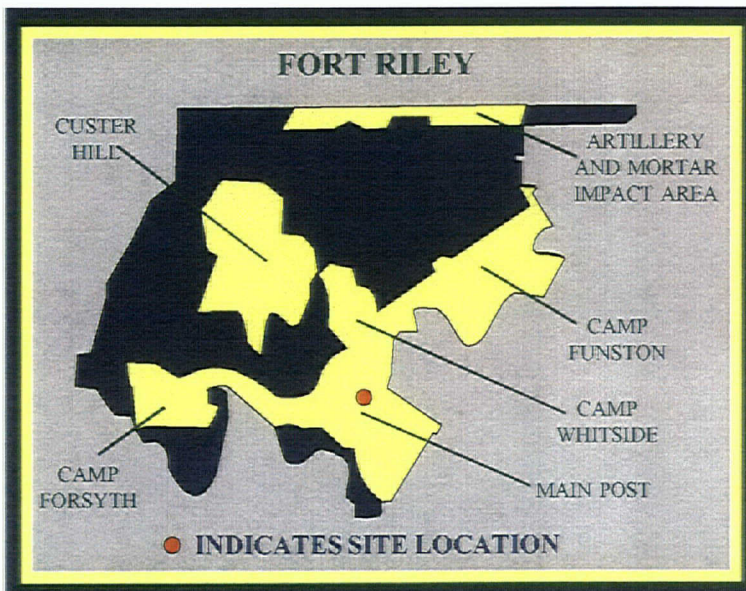 FORT RILEY
CUSTER
HILL
ARTILLERY
AND MORTAR
IMPACT AREA
CAMP
FUNSTON
CAMP
WHITSIDE
CAMP
FORSYTH
MAIN POST
INDICATES SITE LOCATION